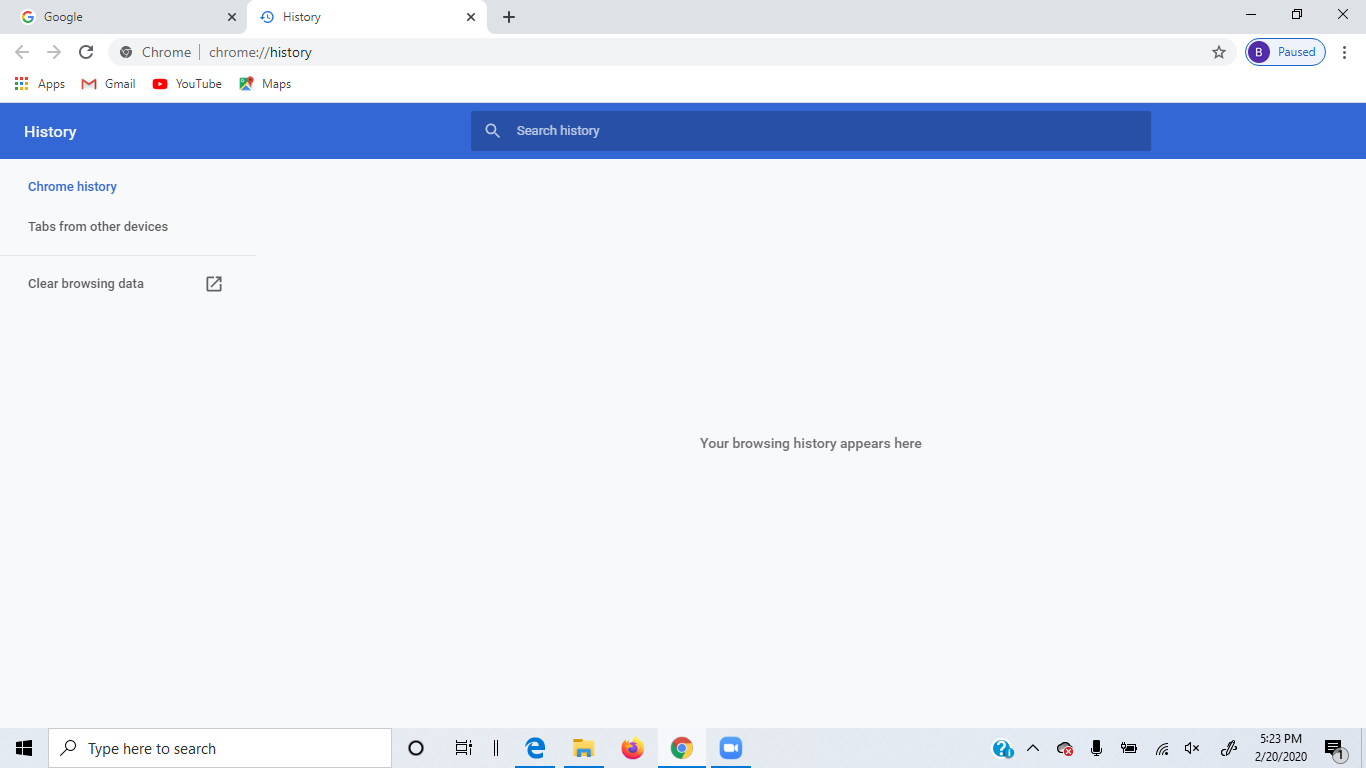 Google
History
Chrome
chrome://history
B
Paused
Apps
Gmail
YouTube
Maps
History
Search history
Chrome history
Tabs from other devices
Clear browsing data
Your browsing history appears here
Type here to search
5:23 PM
2/20/2020
1